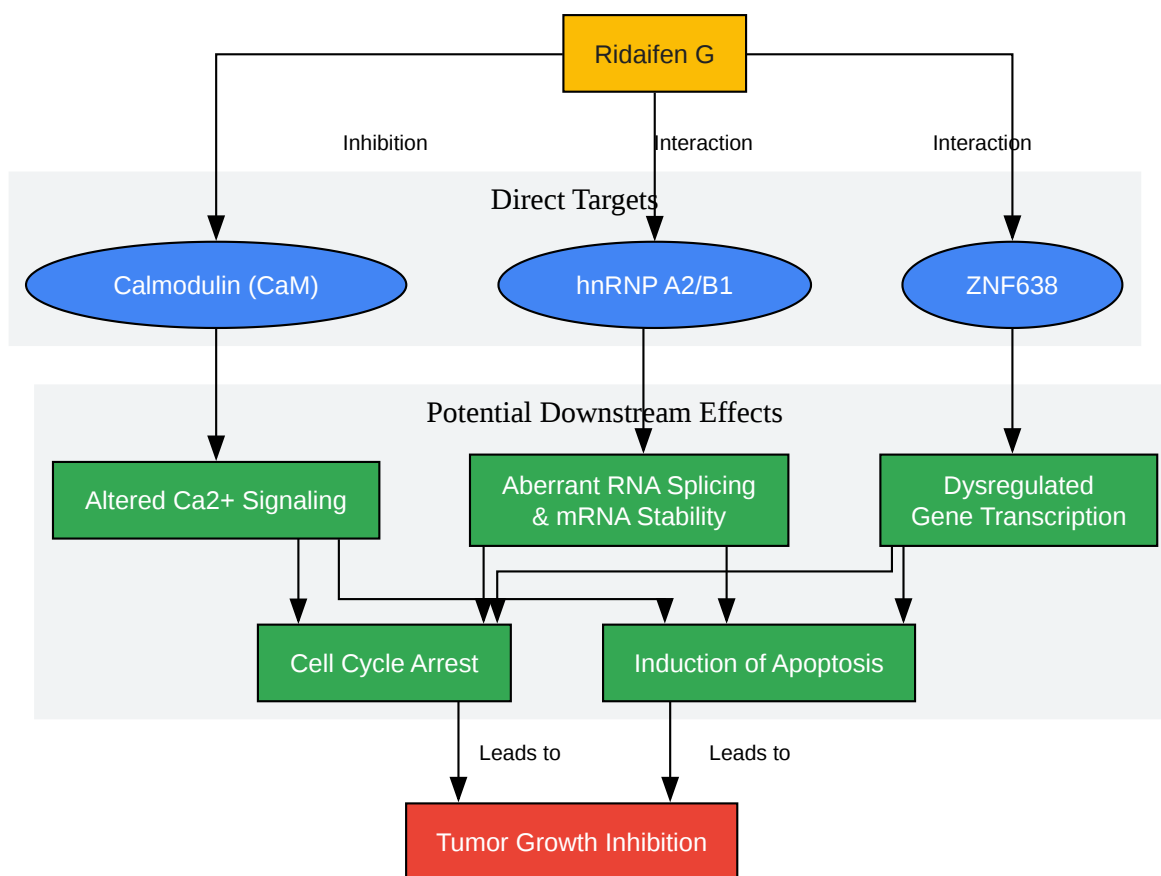 Ridaifen G
Inhibition
Interaction
Interaction
Direct Targets
Calmodulin (CaM)
hnRNP A2/B1
ZNF638
Potential Downstream Effects
Altered Ca2+ Signaling
Aberrant RNA Splicing
& mRNA Stability
Dysregulated
Gene Transcription
Cell Cycle Arrest
Induction of Apoptosis
Leads to
Leads to
Tumor Growth Inhibition